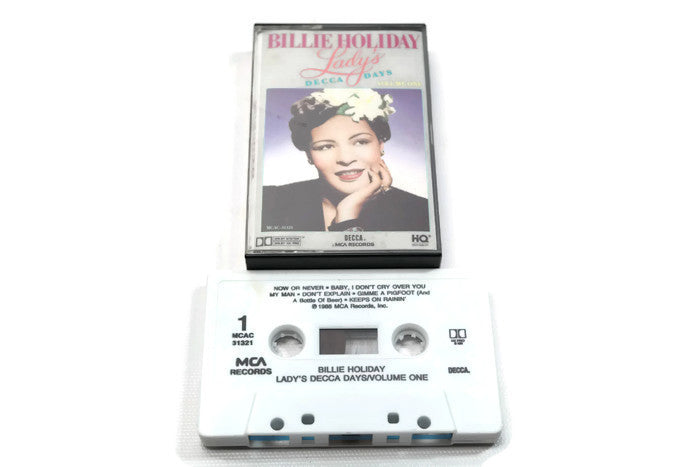 BILLIE HOLIDAY
Lady's
DECCA DAYS
VOLUME ONE
DECCA.
MCA RECORDS
HQ
NOW OR NEVER • BABY, I DON'T CRY OVER YOU
MY MAN • DON'T EXPLAIN • GIMME A PIGFOOT (And
A Bottle Of Beer) • KEEPS ON RAININ'
℗ 1988 MCA Records, Inc.
1
MCAC
31321
MCA
RECORDS
DECCA.
BILLIE HOLIDAY
LADY'S DECCA DAYS/VOLUME ONE